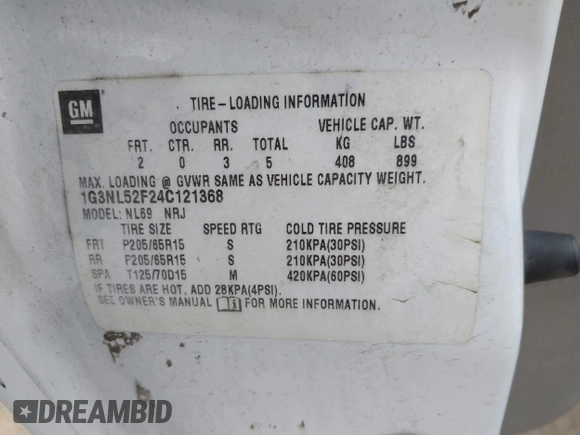 GM
TIRE-LOADING INFORMATION
OCCUPANTS VEHICLE CAP. WT.
FRT. CTR. RR. TOTAL KG LBS
2 0 3 5 408 899
MAX. LOADING @ GVWR SAME AS VEHICLE CAPACITY WEIGHT.
1G3NL52F24C121368
MODEL: NL69 NRJ
TIRE SIZE SPEED RTG COLD TIRE PRESSURE
FRT P205/65R15 S 210KPA(30PSI)
RR P205/65R15 S 210KPA(30PSI)
SPA T125/70D15 M 420KPA(60PSI)
IF TIRES ARE HOT, ADD 28KPA(4PSI).
SEE OWNER'S MANUAL FOR MORE INFORMATION.
DREAMBID